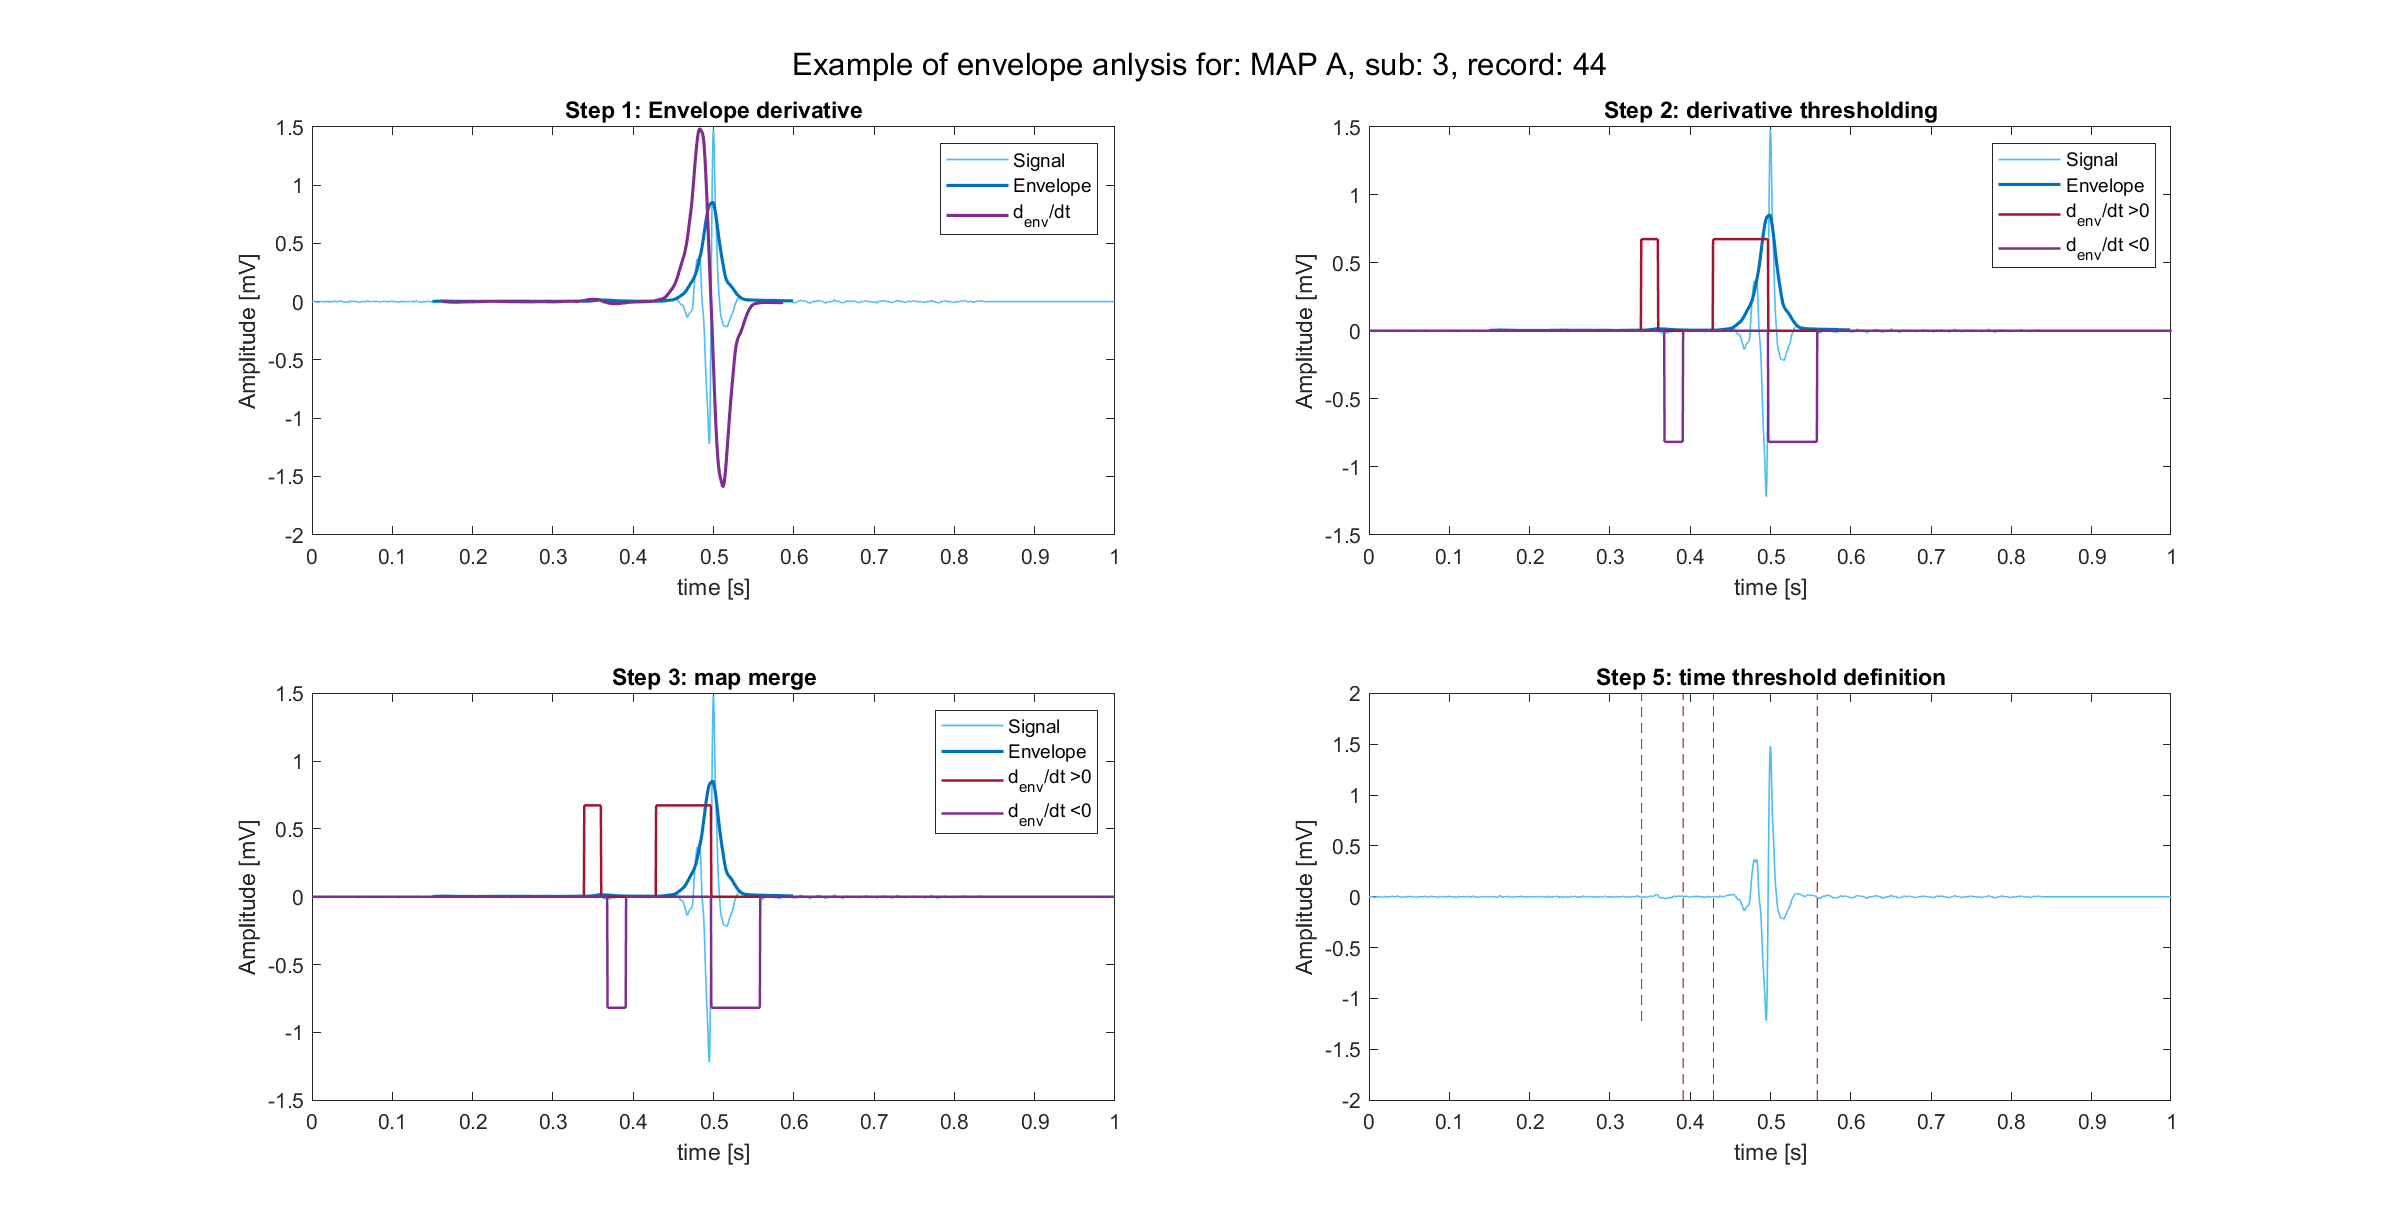 Example of envelope anlysis for: MAP A, sub: 3, record: 44
Step 1: Envelope derivative
1.5
1
0.5
0
-0.5
-1
-1.5
-2
Amplitude [mV]
0 0.1 0.2 0.3 0.4 0.5 0.6 0.7 0.8 0.9 1
time [s]
Signal
Envelope
d_env/dt
Step 2: derivative thresholding
1.5
1
0.5
0
-0.5
-1
-1.5
Amplitude [mV]
0 0.1 0.2 0.3 0.4 0.5 0.6 0.7 0.8 0.9 1
time [s]
Signal
Envelope
d_env/dt >0
d_env/dt <0
Step 3: map merge
1.5
1
0.5
0
-0.5
-1
-1.5
Amplitude [mV]
0 0.1 0.2 0.3 0.4 0.5 0.6 0.7 0.8 0.9 1
time [s]
Signal
Envelope
d_env/dt >0
d_env/dt <0
Step 5: time threshold definition
2
1.5
1
0.5
0
-0.5
-1
-1.5
-2
Amplitude [mV]
0 0.1 0.2 0.3 0.4 0.5 0.6 0.7 0.8 0.9 1
time [s]